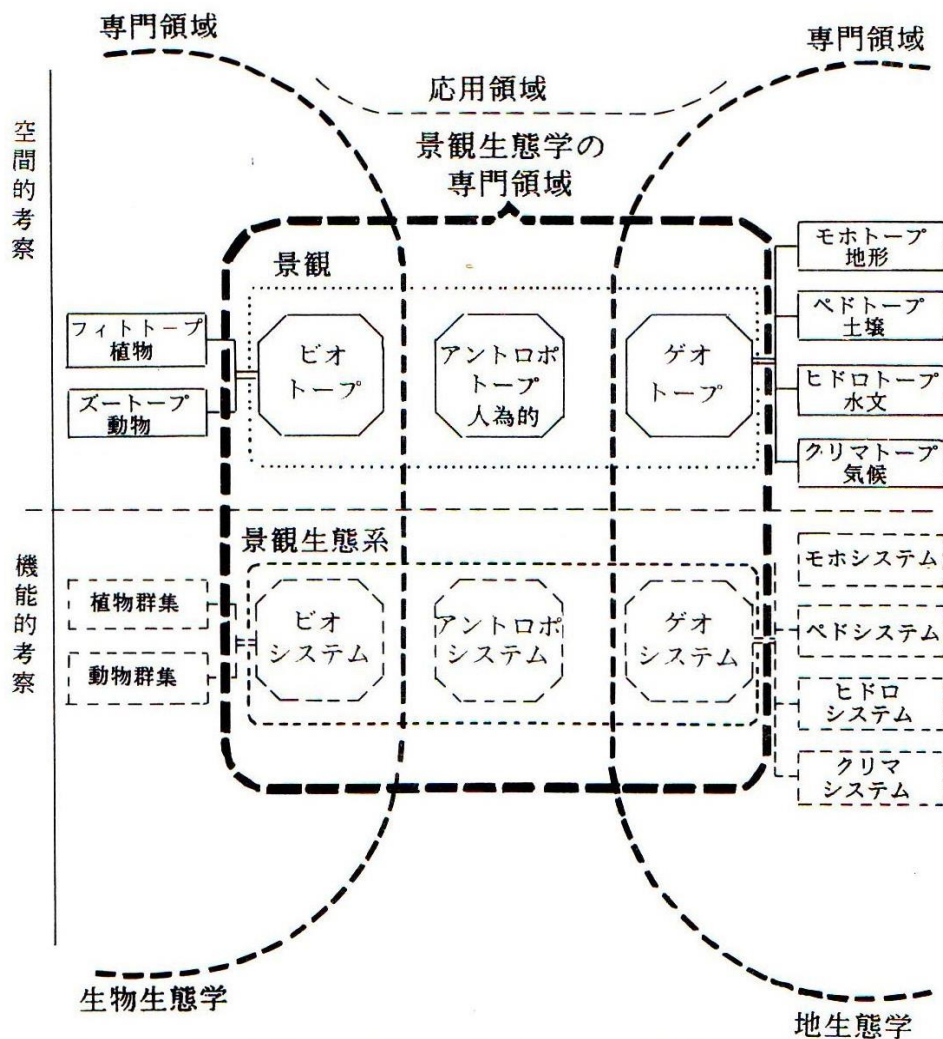 専門領域
専門領域
応用領域
景観生態学の
専門領域
空間的考察
景観
モホトープ
地形
ペドトープ
土壌
ヒドロトープ
水文
クリマトープ
気候
フィトトープ
植物
ズートープ
動物
ビオ
トープ
アントロポ
トープ
人為的
ゲオ
トープ
機能的考察
景観生態系
植物群集
動物群集
ビオ
システム
アントロポ
システム
ゲオ
システム
モホシステム
ペドシステム
ヒドロ
システム
クリマ
システム
生物生態学
地生態学